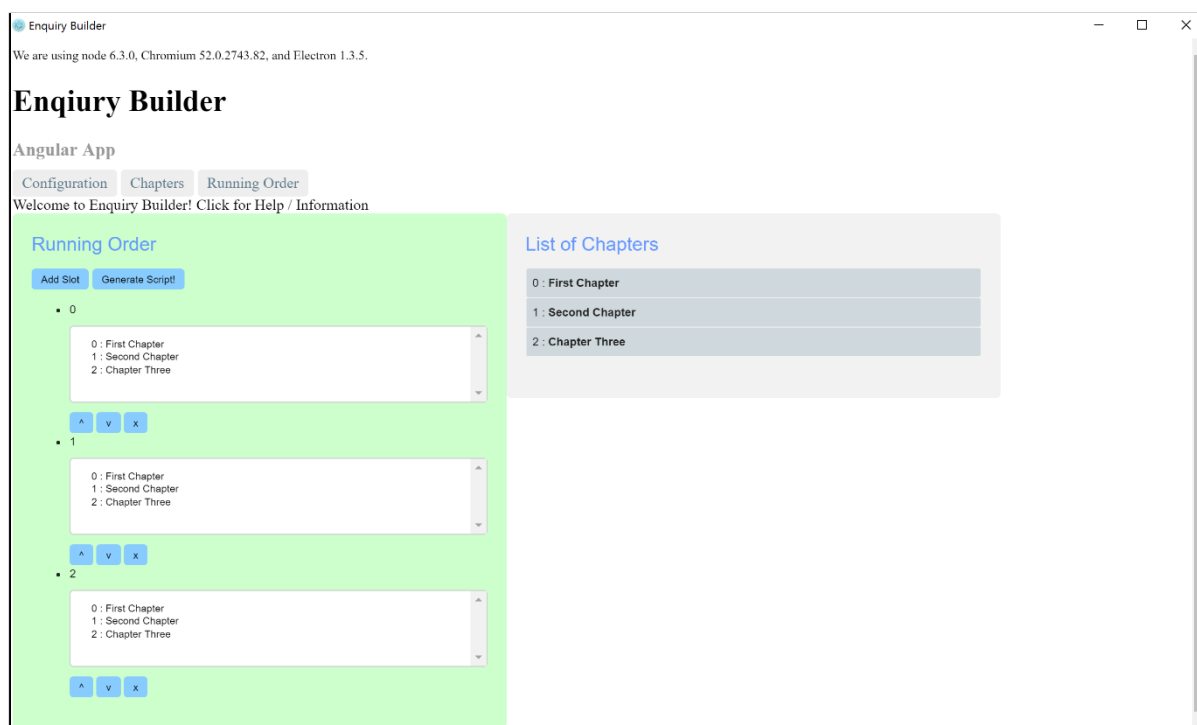 Enquiry Builder
We are using node 6.3.0, Chromium 52.0.2743.82, and Electron 1.3.5.
Enqiury Builder
Angular App
Configuration Chapters Running Order
Welcome to Enquiry Builder! Click for Help / Information
Running Order
Add Slot Generate Script!
0
0 : First Chapter
1 : Second Chapter
2 : Chapter Three
^ v x
1
0 : First Chapter
1 : Second Chapter
2 : Chapter Three
^ v x
2
0 : First Chapter
1 : Second Chapter
2 : Chapter Three
^ v x
List of Chapters
0 : First Chapter
1 : Second Chapter
2 : Chapter Three